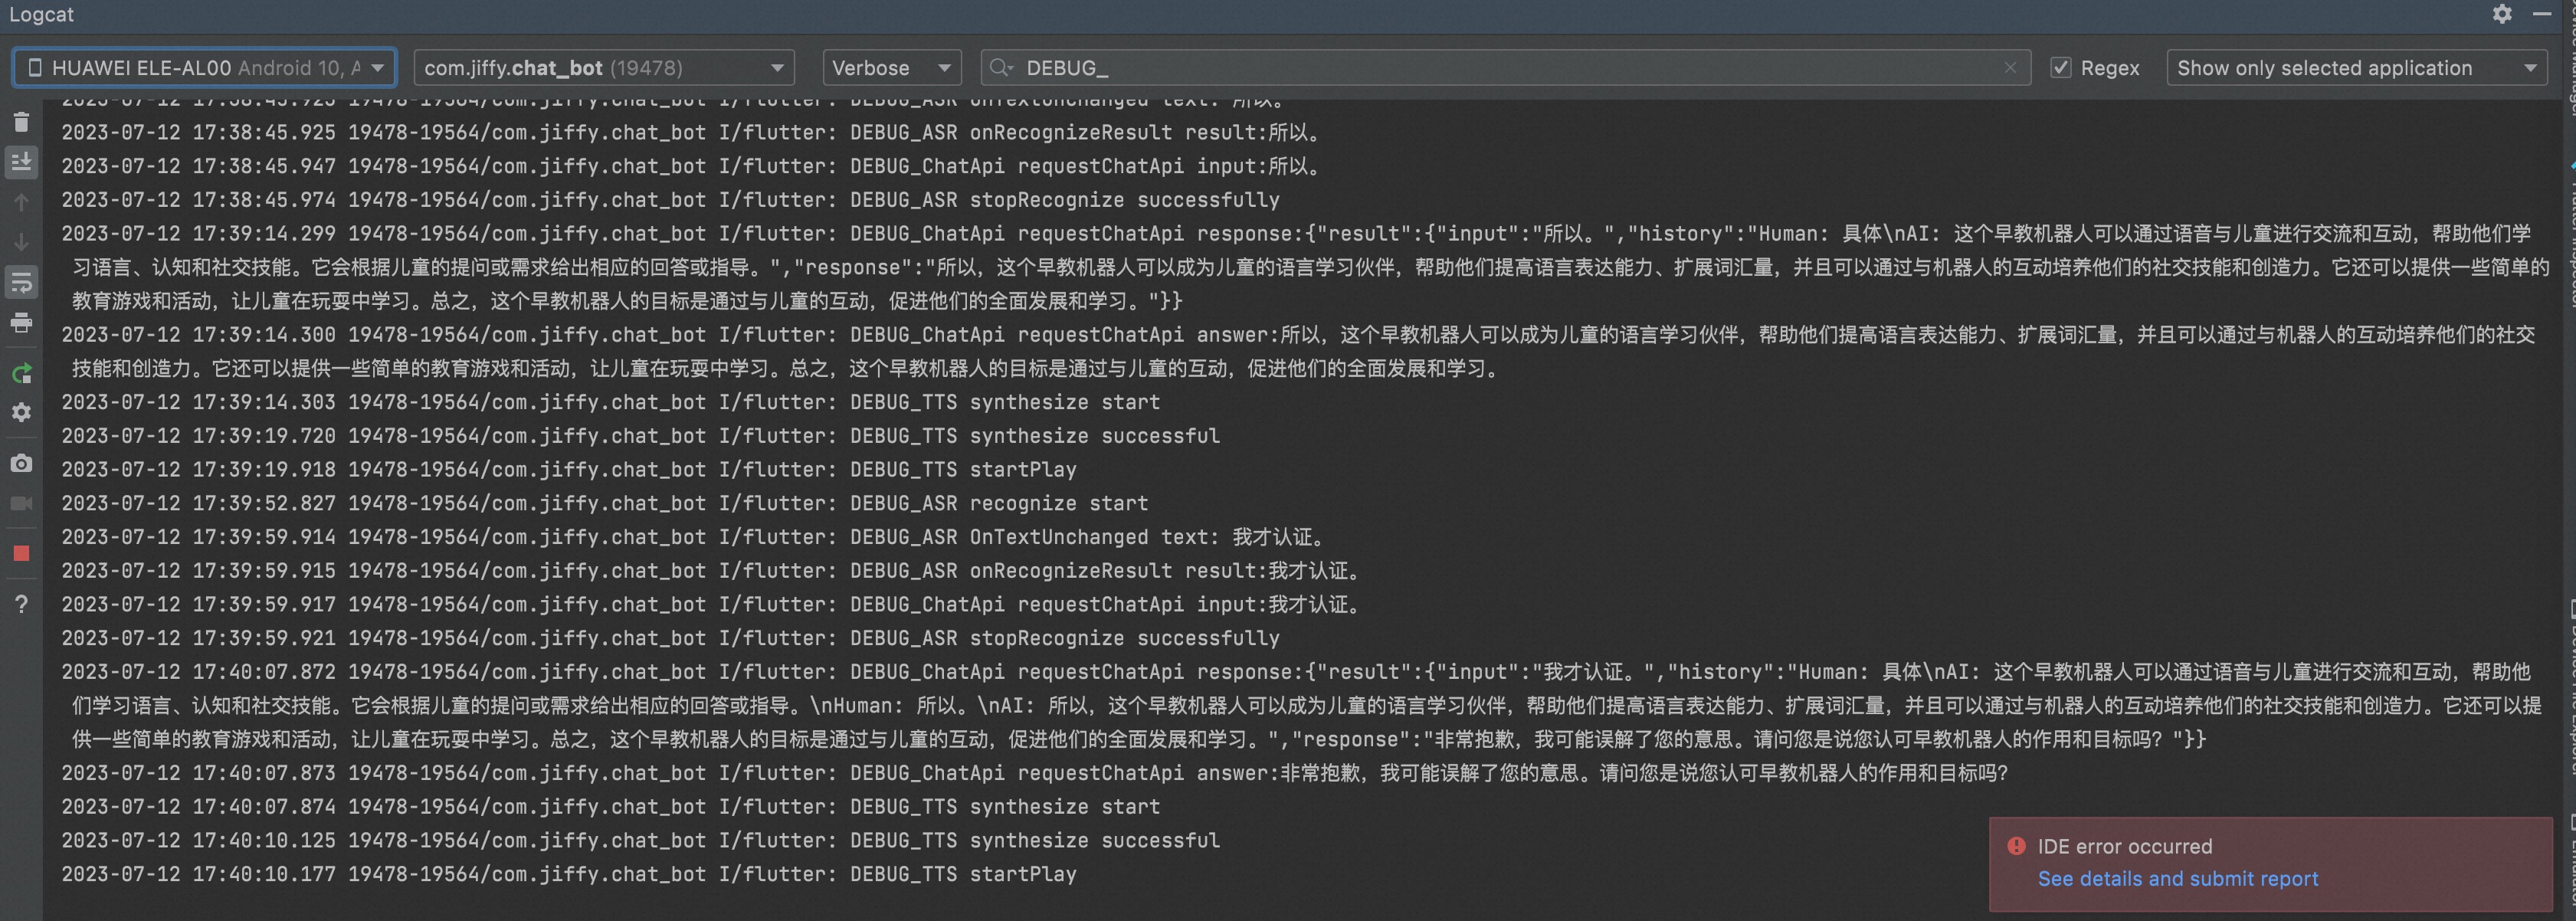 Logcat
HUAWEI ELE-AL00 Android 10, A
com.jiffy.chat_bot (19478)
Verbose
DEBUG_
Regex
Show only selected application
2023-07-12 17:38:45.925 19478-19564/com.jiffy.chat_bot I/flutter: DEBUG_ASR onRecognizeResult result:所以。
2023-07-12 17:38:45.947 19478-19564/com.jiffy.chat_bot I/flutter: DEBUG_ChatApi requestChatApi input:所以。
2023-07-12 17:38:45.974 19478-19564/com.jiffy.chat_bot I/flutter: DEBUG_ASR stopRecognize successfully
2023-07-12 17:39:14.299 19478-19564/com.jiffy.chat_bot I/flutter: DEBUG_ChatApi requestChatApi response:{"result":{"input":"所以。","history":"Human: 具体\nAI: 这个早教机器人可以通过语音与儿童进行交流和互动，帮助他们学
习语言、认知和社交技能。它会根据儿童的提问或需求给出相应的回答或指导。","response":"所以，这个早教机器人可以成为儿童的语言学习伙伴，帮助他们提高语言表达能力、扩展词汇量，并且可以通过与机器人的互动培养他们的社交技能和创造力。它还可以提供一些简单的
教育游戏和活动，让儿童在玩耍中学习。总之，这个早教机器人的目标是通过与儿童的互动，促进他们的全面发展和学习。"}}
2023-07-12 17:39:14.300 19478-19564/com.jiffy.chat_bot I/flutter: DEBUG_ChatApi requestChatApi answer:所以，这个早教机器人可以成为儿童的语言学习伙伴，帮助他们提高语言表达能力、扩展词汇量，并且可以通过与机器人的互动培养他们的社交
技能和创造力。它还可以提供一些简单的教育游戏和活动，让儿童在玩耍中学习。总之，这个早教机器人的目标是通过与儿童的互动，促进他们的全面发展和学习。
2023-07-12 17:39:14.303 19478-19564/com.jiffy.chat_bot I/flutter: DEBUG_TTS synthesize start
2023-07-12 17:39:19.720 19478-19564/com.jiffy.chat_bot I/flutter: DEBUG_TTS synthesize successful
2023-07-12 17:39:19.918 19478-19564/com.jiffy.chat_bot I/flutter: DEBUG_TTS startPlay
2023-07-12 17:39:52.827 19478-19564/com.jiffy.chat_bot I/flutter: DEBUG_ASR recognize start
2023-07-12 17:39:59.914 19478-19564/com.jiffy.chat_bot I/flutter: DEBUG_ASR OnTextUnchanged text: 我才认证。
2023-07-12 17:39:59.915 19478-19564/com.jiffy.chat_bot I/flutter: DEBUG_ASR onRecognizeResult result:我才认证。
2023-07-12 17:39:59.917 19478-19564/com.jiffy.chat_bot I/flutter: DEBUG_ChatApi requestChatApi input:我才认证。
2023-07-12 17:39:59.921 19478-19564/com.jiffy.chat_bot I/flutter: DEBUG_ASR stopRecognize successfully
2023-07-12 17:40:07.872 19478-19564/com.jiffy.chat_bot I/flutter: DEBUG_ChatApi requestChatApi response:{"result":{"input":"我才认证。","history":"Human: 具体\nAI: 这个早教机器人可以通过语音与儿童进行交流和互动，帮助他
们学习语言、认知和社交技能。它会根据儿童的提问或需求给出相应的回答或指导。\nHuman: 所以。\nAI: 所以，这个早教机器人可以成为儿童的语言学习伙伴，帮助他们提高语言表达能力、扩展词汇量，并且可以通过与机器人的互动培养他们的社交技能和创造力。它还可以提
供一些简单的教育游戏和活动，让儿童在玩耍中学习。总之，这个早教机器人的目标是通过与儿童的互动，促进他们的全面发展和学习。","response":"非常抱歉，我可能误解了您的意思。请问您是说您认可早教机器人的作用和目标吗？"}}
2023-07-12 17:40:07.873 19478-19564/com.jiffy.chat_bot I/flutter: DEBUG_ChatApi requestChatApi answer:非常抱歉，我可能误解了您的意思。请问您是说您认可早教机器人的作用和目标吗？
2023-07-12 17:40:07.874 19478-19564/com.jiffy.chat_bot I/flutter: DEBUG_TTS synthesize start
2023-07-12 17:40:10.125 19478-19564/com.jiffy.chat_bot I/flutter: DEBUG_TTS synthesize successful
2023-07-12 17:40:10.177 19478-19564/com.jiffy.chat_bot I/flutter: DEBUG_TTS startPlay
IDE error occurred
See details and submit report